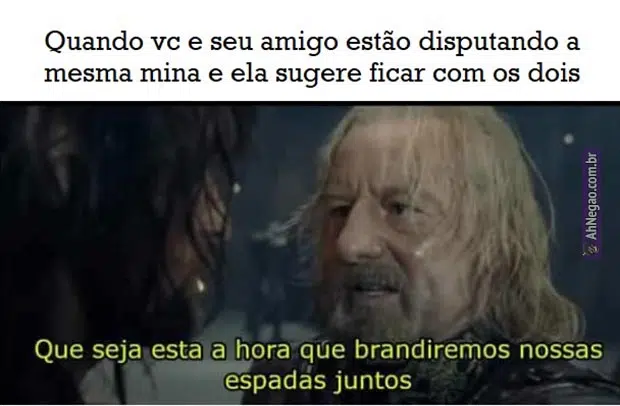 Quando vc e seu amigo estão disputando a
mesma mina e ela sugere ficar com os dois
AhNegao.com.br
Que seja esta a hora que brandiremos nossas
espadas juntos